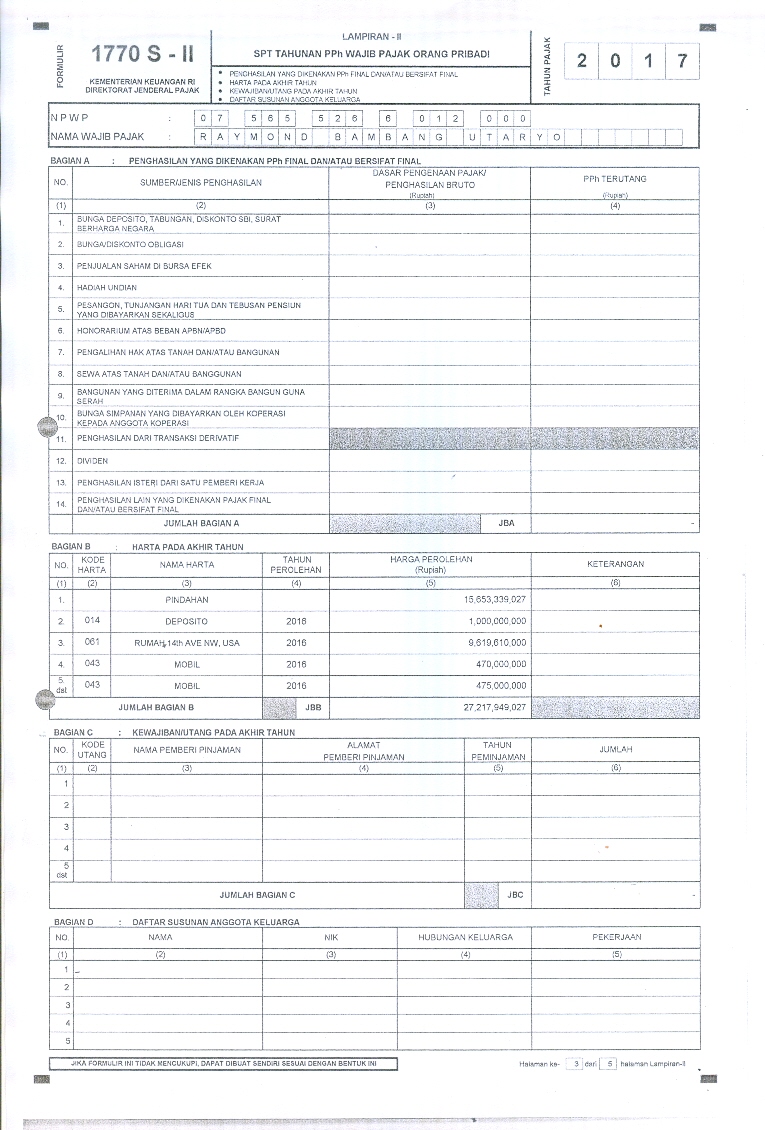 LAMPIRAN - II
FORMULIR
1770 S - II
SPT TAHUNAN PPh WAJIB PAJAK ORANG PRIBADI
TAHUN PAJAK
2 0 1 7
KEMENTERIAN KEUANGAN RI
DIREKTORAT JENDERAL PAJAK
• PENGHASILAN YANG DIKENAKAN PPh FINAL DAN/ATAU BERSIFAT FINAL
• HARTA PADA AKHIR TAHUN
• KEWAJIBAN/UTANG PADA AKHIR TAHUN
• DAFTAR SUSUNAN ANGGOTA KELUARGA
N P W P : 0 7 5 6 5 5 2 6 6 0 1 2 0 0 0
NAMA WAJIB PAJAK : R A Y M O N D B A M B A N G U T A R Y O
BAGIAN A : PENGHASILAN YANG DIKENAKAN PPh FINAL DAN/ATAU BERSIFAT FINAL
NO. SUMBER/JENIS PENGHASILAN DASAR PENGENAAN PAJAK/ PENGHASILAN BRUTO (Rupiah) PPh TERUTANG (Rupiah)
(1) (2) (3) (4)
1. BUNGA DEPOSITO, TABUNGAN, DISKONTO SBI, SURAT
BERHARGA NEGARA
2. BUNGA/DISKONTO OBLIGASI
3. PENJUALAN SAHAM DI BURSA EFEK
4. HADIAH UNDIAN
5. PESANGON, TUNJANGAN HARI TUA DAN TEBUSAN PENSIUN
YANG DIBAYARKAN SEKALIGUS
6. HONORARIUM ATAS BEBAN APBN/APBD
7. PENGALIHAN HAK ATAS TANAH DAN/ATAU BANGUNAN
8. SEWA ATAS TANAH DAN/ATAU BANGGUNAN
9. BANGUNAN YANG DITERIMA DALAM RANGKA BANGUN GUNA
SERAH
10. BUNGA SIMPANAN YANG DIBAYARKAN OLEH KOPERASI
KEPADA ANGGOTA KOPERASI
11. PENGHASILAN DARI TRANSAKSI DERIVATIF
12. DIVIDEN
13. PENGHASILAN ISTERI DARI SATU PEMBERI KERJA
14. PENGHASILAN LAIN YANG DIKENAKAN PAJAK FINAL
DAN/ATAU BERSIFAT FINAL
JUMLAH BAGIAN A JBA -
BAGIAN B : HARTA PADA AKHIR TAHUN
NO. KODE HARTA NAMA HARTA TAHUN PEROLEHAN HARGA PEROLEHAN (Rupiah) KETERANGAN
(1) (2) (3) (4) (5) (6)
1. PINDAHAN 15,653,339,027
2. 014 DEPOSITO 2016 1,000,000,000
3. 061 RUMAH,14th AVE NW, USA 2016 9,619,610,000
4. 043 MOBIL 2016 470,000,000
5. dst 043 MOBIL 2016 475,000,000
JUMLAH BAGIAN B JBB 27,217,949,027
BAGIAN C : KEWAJIBAN/UTANG PADA AKHIR TAHUN
NO. KODE UTANG NAMA PEMBERI PINJAMAN ALAMAT PEMBERI PINJAMAN TAHUN PEMINJAMAN JUMLAH
(1) (2) (3) (4) (5) (6)
1
2
3
4
5 dst
JUMLAH BAGIAN C JBC -
BAGIAN D : DAFTAR SUSUNAN ANGGOTA KELUARGA
NO. NAMA NIK HUBUNGAN KELUARGA PEKERJAAN
(1) (2) (3) (4) (5)
1 -
2
3
4
5
JIKA FORMULIR INI TIDAK MENCUKUPI, DAPAT DIBUAT SENDIRI SESUAI DENGAN BENTUK INI
Halaman ke- 3 dari 5 halaman Lampiran-II